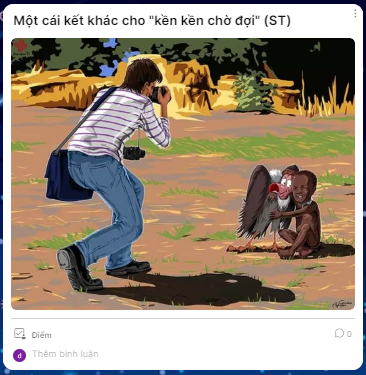 Một cái kết khác cho "kền kền chờ đợi" (ST)
Điểm
0
đ
Thêm bình luận